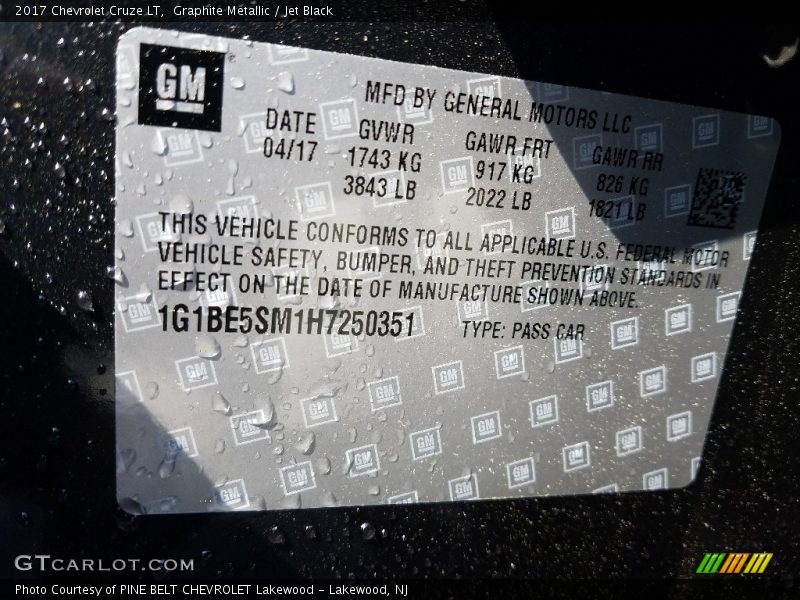 2017 Chevrolet Cruze LT,  Graphite Metallic / Jet Black
GM
MFD BY GENERAL MOTORS LLC
DATE GVWR GAWR FRT GAWR RR
04/17 1743 KG 917 KG 826 KG
3843 LB 2022 LB 1821 LB
THIS VEHICLE CONFORMS TO ALL APPLICABLE U.S. FEDERAL MOTOR
VEHICLE SAFETY, BUMPER, AND THEFT PREVENTION STANDARDS IN
EFFECT ON THE DATE OF MANUFACTURE SHOWN ABOVE.
1G1BE5SM1H7250351 TYPE: PASS CAR
GTCARLOT.COM
Photo Courtesy of PINE BELT CHEVROLET Lakewood - Lakewood, NJ